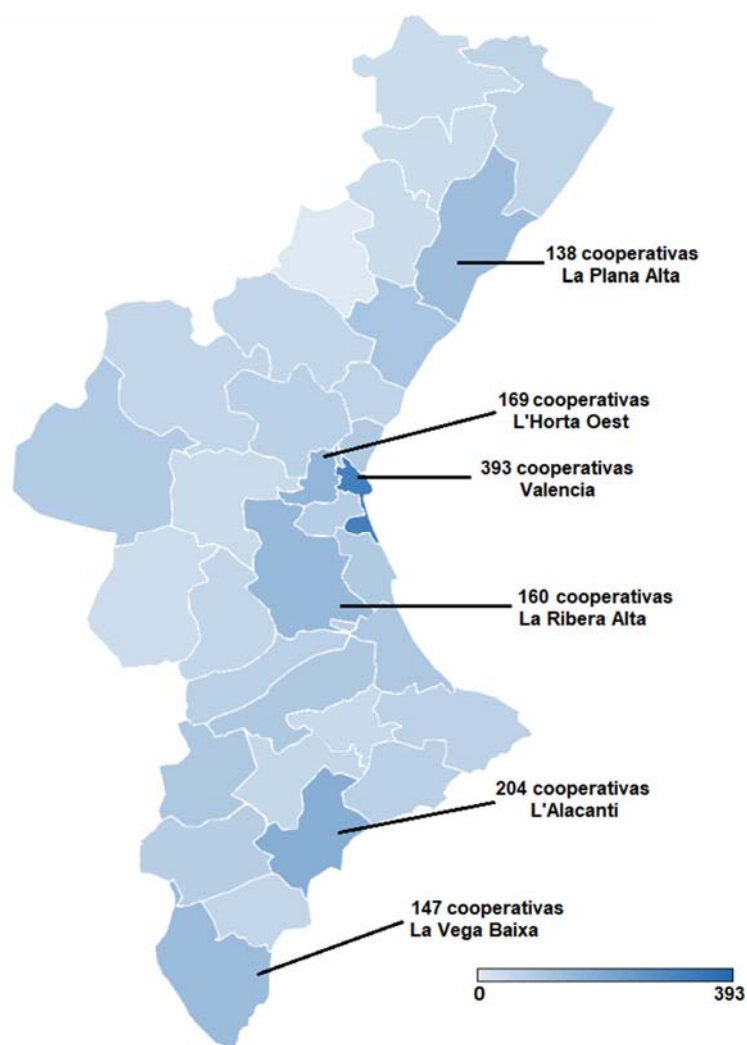 138 cooperativas
La Plana Alta
169 cooperativas
L'Horta Oest
393 cooperativas
Valencia
160 cooperativas
La Ribera Alta
204 cooperativas
L'Alacantí
147 cooperativas
La Vega Baixa
0
393